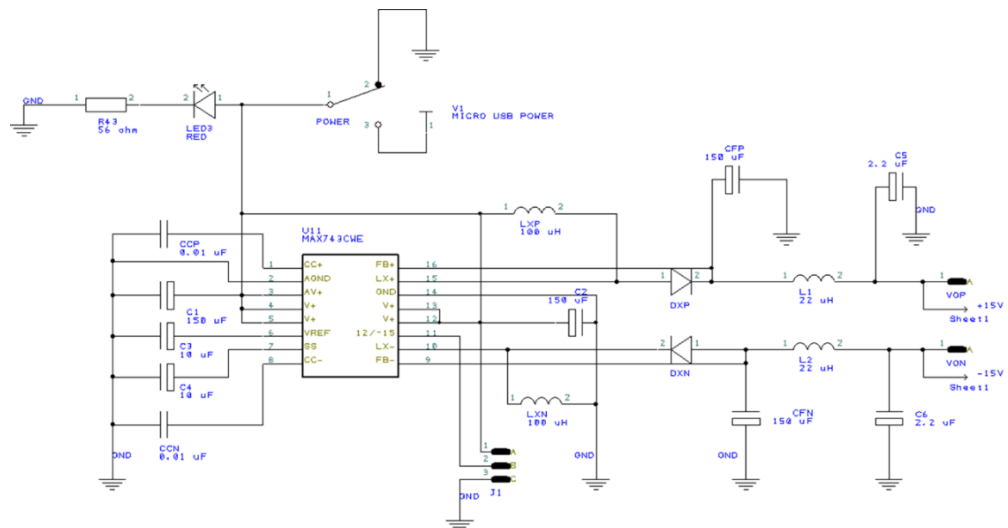 2
GND
1
2
2
1
1
R43
56 ohm
LED3
RED
POWER
3
1
V1
MICRO USB POWER
CFP
150 uF
C5
2.2 uF
GND
1
2
LXP
100 uH
U11
MAX743CWE
CCP
0.01 uF
1
CC+
FB+
16
2
AGND
LX+
15
3
AV+
GND
14
4
V+
V+
13
5
V+
V+
12
6
VREF
12/-15
11
7
SS
LX-
10
8
CC-
FB-
9
C1
150 uF
C3
10 uF
C4
10 uF
CCN
0.01 uF
GND
C2
150 uF
1
2
DXP
1
2
L1
22 uH
A
VOP
+15V
Sheet1
2
1
DXN
1
2
L2
22 uH
A
VON
-15V
Sheet1
1
2
LXN
100 uH
GND
CFN
150 uF
GND
C6
2.2 uF
1
A
2
B
3
C
GND
J1